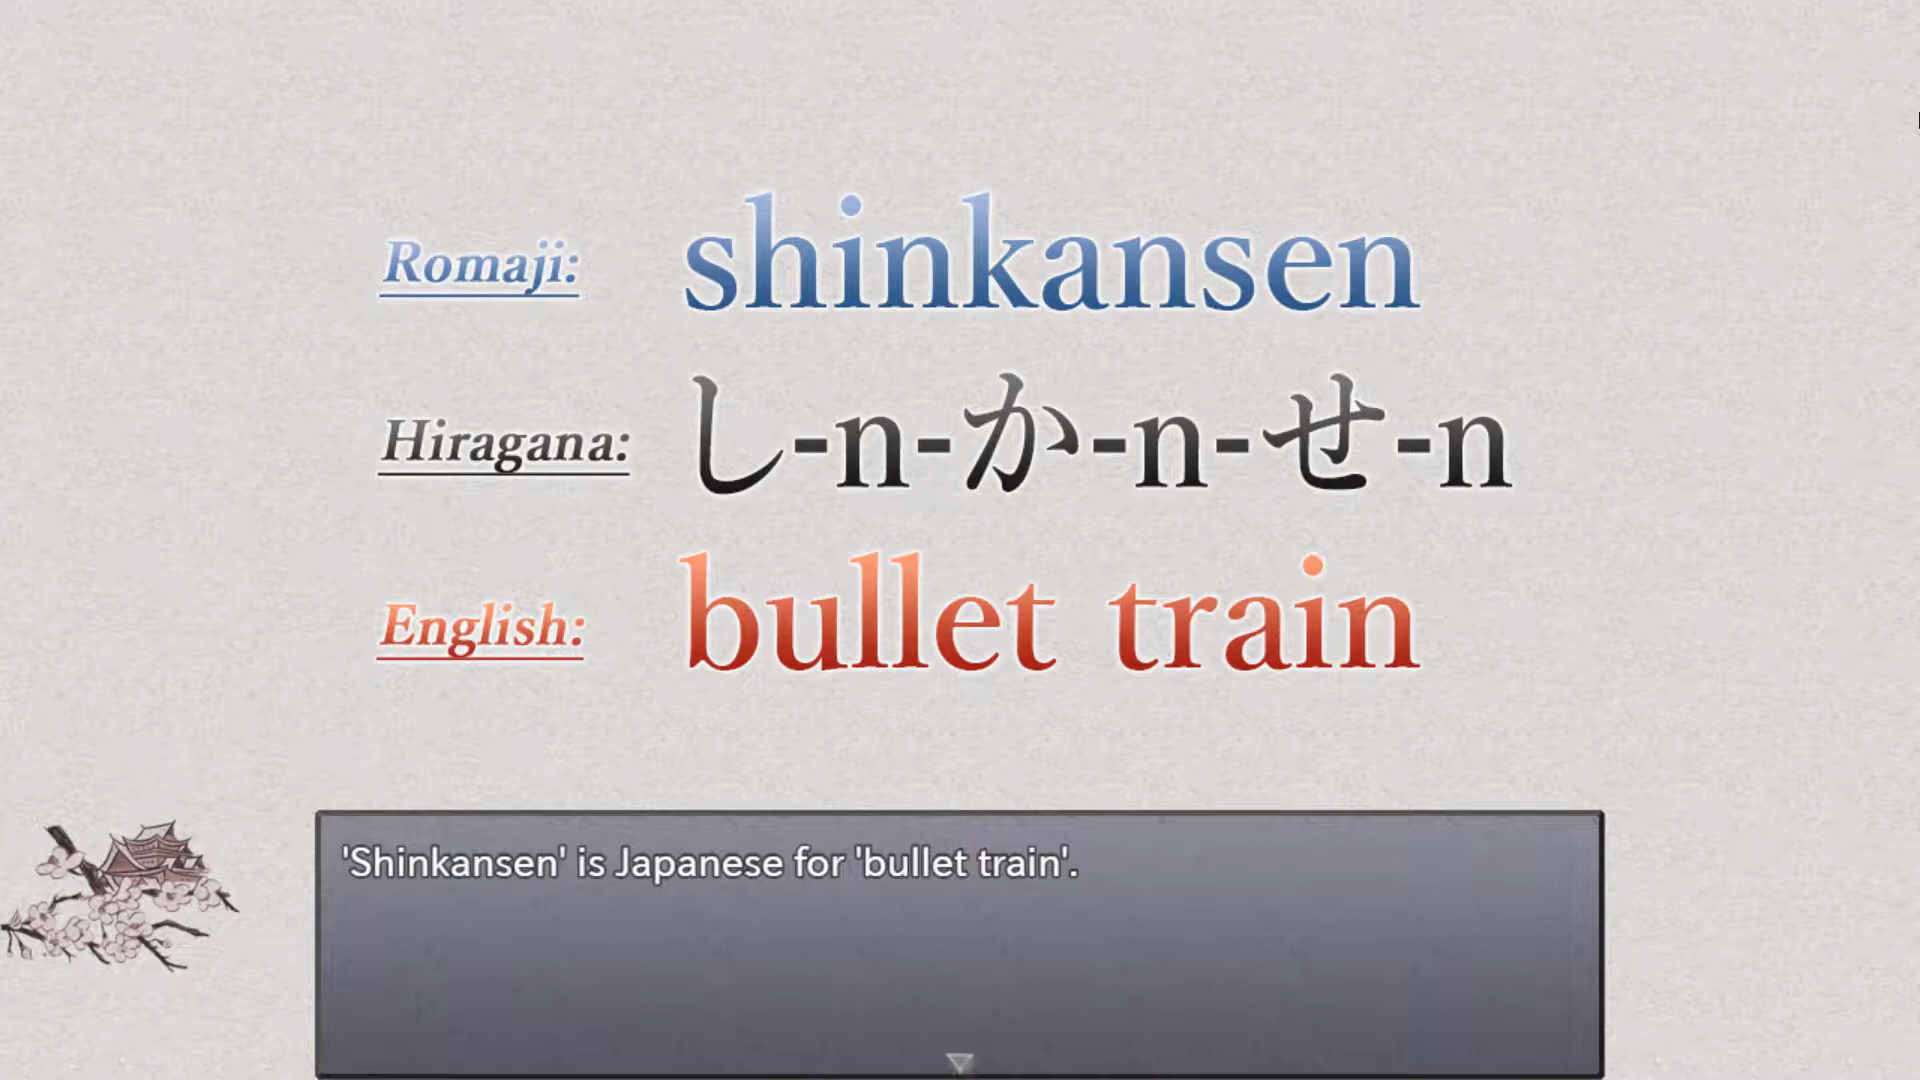 Romaji: shinkansen
Hiragana: し-n-か-n-せ-n
English: bullet train
'Shinkansen' is Japanese for 'bullet train'.